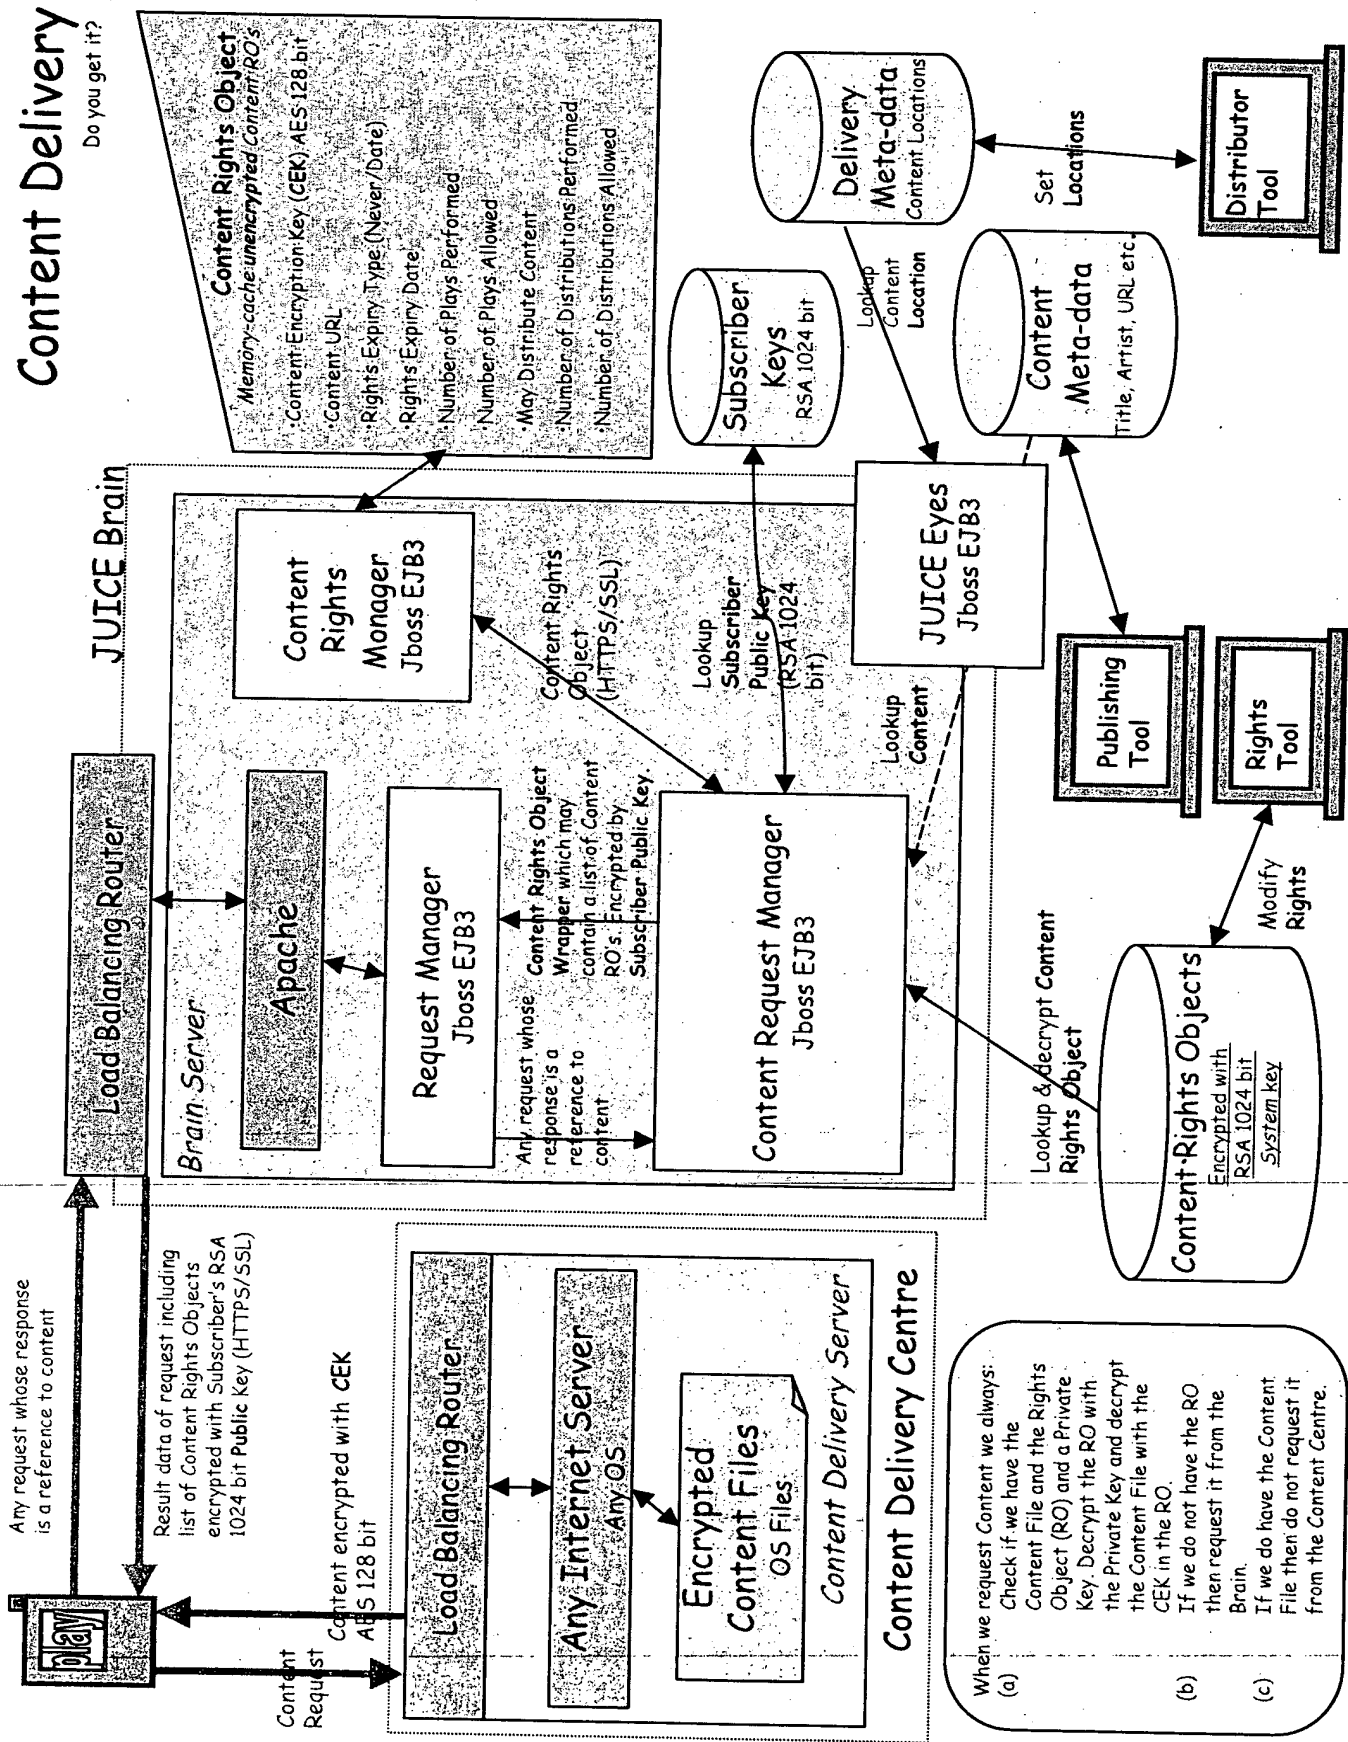 Content Delivery
Do you get it?
Any request whose response
is a reference to content
Result data of request including
list of Content Rights Objects
encrypted with Subscriber's RSA
1024 bit Public Key (HTTPS/SSL)
play
Content
Request
Content encrypted with CEK
AES 128 bit
Load Balancing Router
Any Internet Server
Any OS
Encrypted
Content Files
OS Files
Content Delivery Server
Content Delivery Centre
When we request Content we always:
(a) Check if we have the
Content File and the Rights
Object (RO) and a Private
Key. Decrypt the RO with
the Private Key and decrypt
the Content File with the
CEK in the RO.
(b) If we do not have the RO
then request it from the
Brain.
(c) If we do have the Content
File then do not request it
from the Content Centre.
JUICE Brain
Load Balancing Router
Brain Server
Apache
Request Manager
Jboss EJB3
Any request whose
response is a
reference to
content
Content Rights Object
Wrapper which may
contain a list of Content
RO's. Encrypted by
Subscriber Public Key.
Content Request Manager
Jboss EJB3
Content
Rights
Manager
Jboss EJB3
Content Rights
Object
(HTTPS/SSL)
Lookup
Subscriber
Public Key
(RSA 1024
bit)
Lookup
Content
JUICE Eyes
Jboss EJB3
Content Rights Object
Memory-cache unencrypted Content RO's
·Content Encryption Key (CEK) AES 128 bit
·Content URL
·Rights Expiry Type (Never/Date)
·Rights Expiry Date
·Number of Plays Performed
·Number of Plays Allowed
·May Distribute Content
·Number of Distributions Performed
·Number of Distributions Allowed
Subscriber
Keys
RSA 1024 bit
Delivery
Meta-data
Content Locations
Lookup
Content
Location
Set
Locations
Distributor
Tool
Content
Meta-data
Title, Artist, URL etc.
Publishing
Tool
Rights
Tool
Modify
Rights
Lookup & decrypt Content
Rights Object
Content Rights Objects
Encrypted with
RSA 1024 bit
System key